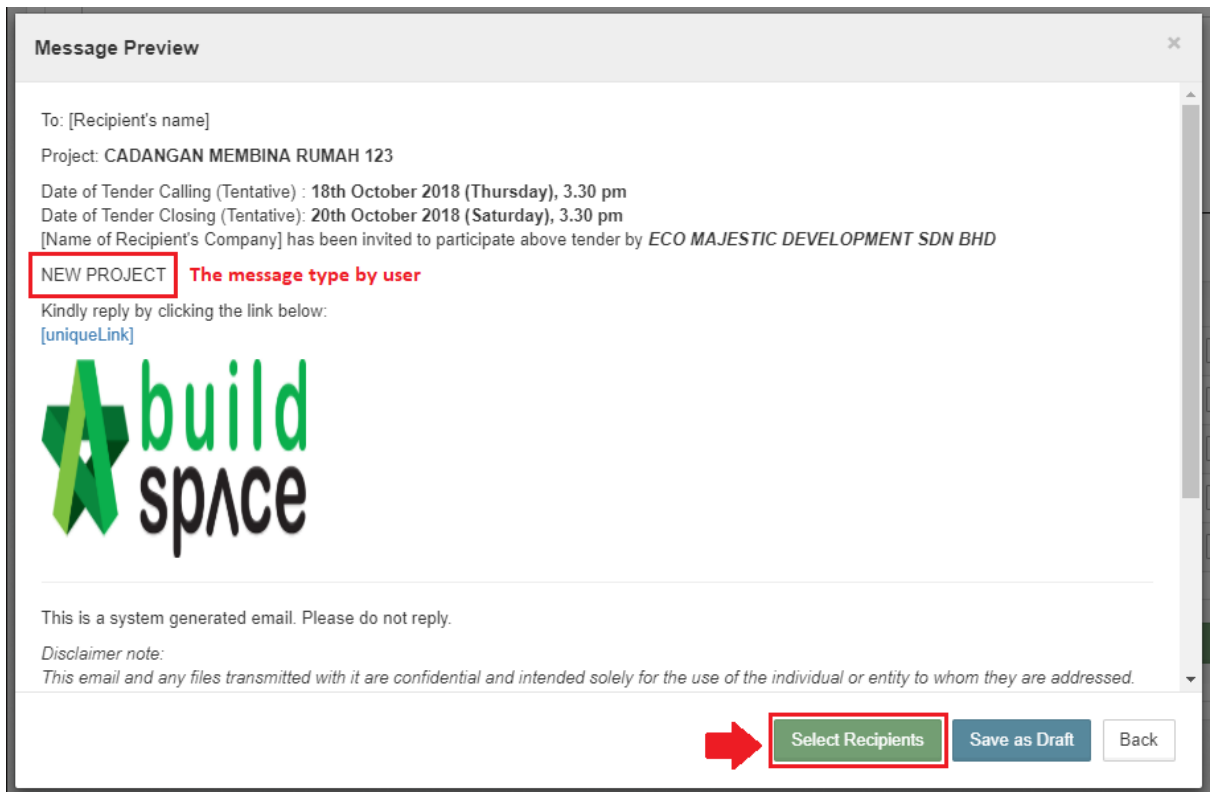 Message Preview ×
To: [Recipient's name]
Project: CADANGAN MEMBINA RUMAH 123
Date of Tender Calling (Tentative) : 18th October 2018 (Thursday), 3.30 pm
Date of Tender Closing (Tentative): 20th October 2018 (Saturday), 3.30 pm
[Name of Recipient's Company] has been invited to participate above tender by ECO MAJESTIC DEVELOPMENT SDN BHD
NEW PROJECT The message type by user
Kindly reply by clicking the link below:
[uniqueLink]
build
spΛce
This is a system generated email. Please do not reply.
Disclaimer note:
This email and any files transmitted with it are confidential and intended solely for the use of the individual or entity to whom they are addressed.
Select Recipients Save as Draft Back